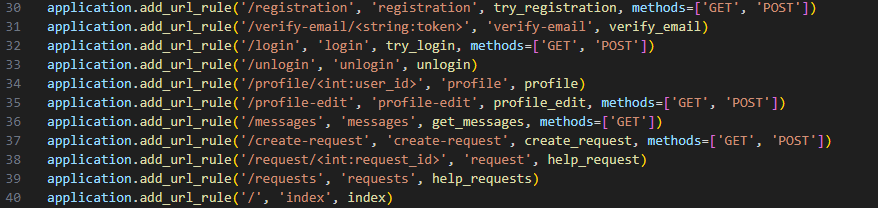 30 application.add_url_rule('/registration', 'registration', try_registration, methods=['GET', 'POST'])
31 application.add_url_rule('/verify-email/<string:token>', 'verify-email', verify_email)
32 application.add_url_rule('/login', 'login', try_login, methods=['GET', 'POST'])
33 application.add_url_rule('/unlogin', 'unlogin', unlogin)
34 application.add_url_rule('/profile/<int:user_id>', 'profile', profile)
35 application.add_url_rule('/profile-edit', 'profile-edit', profile_edit, methods=['GET', 'POST'])
36 application.add_url_rule('/messages', 'messages', get_messages, methods=['GET'])
37 application.add_url_rule('/create-request', 'create-request', create_request, methods=['GET', 'POST'])
38 application.add_url_rule('/request/<int:request_id>', 'request', help_request)
39 application.add_url_rule('/requests', 'requests', help_requests)
40 application.add_url_rule('/', 'index', index)